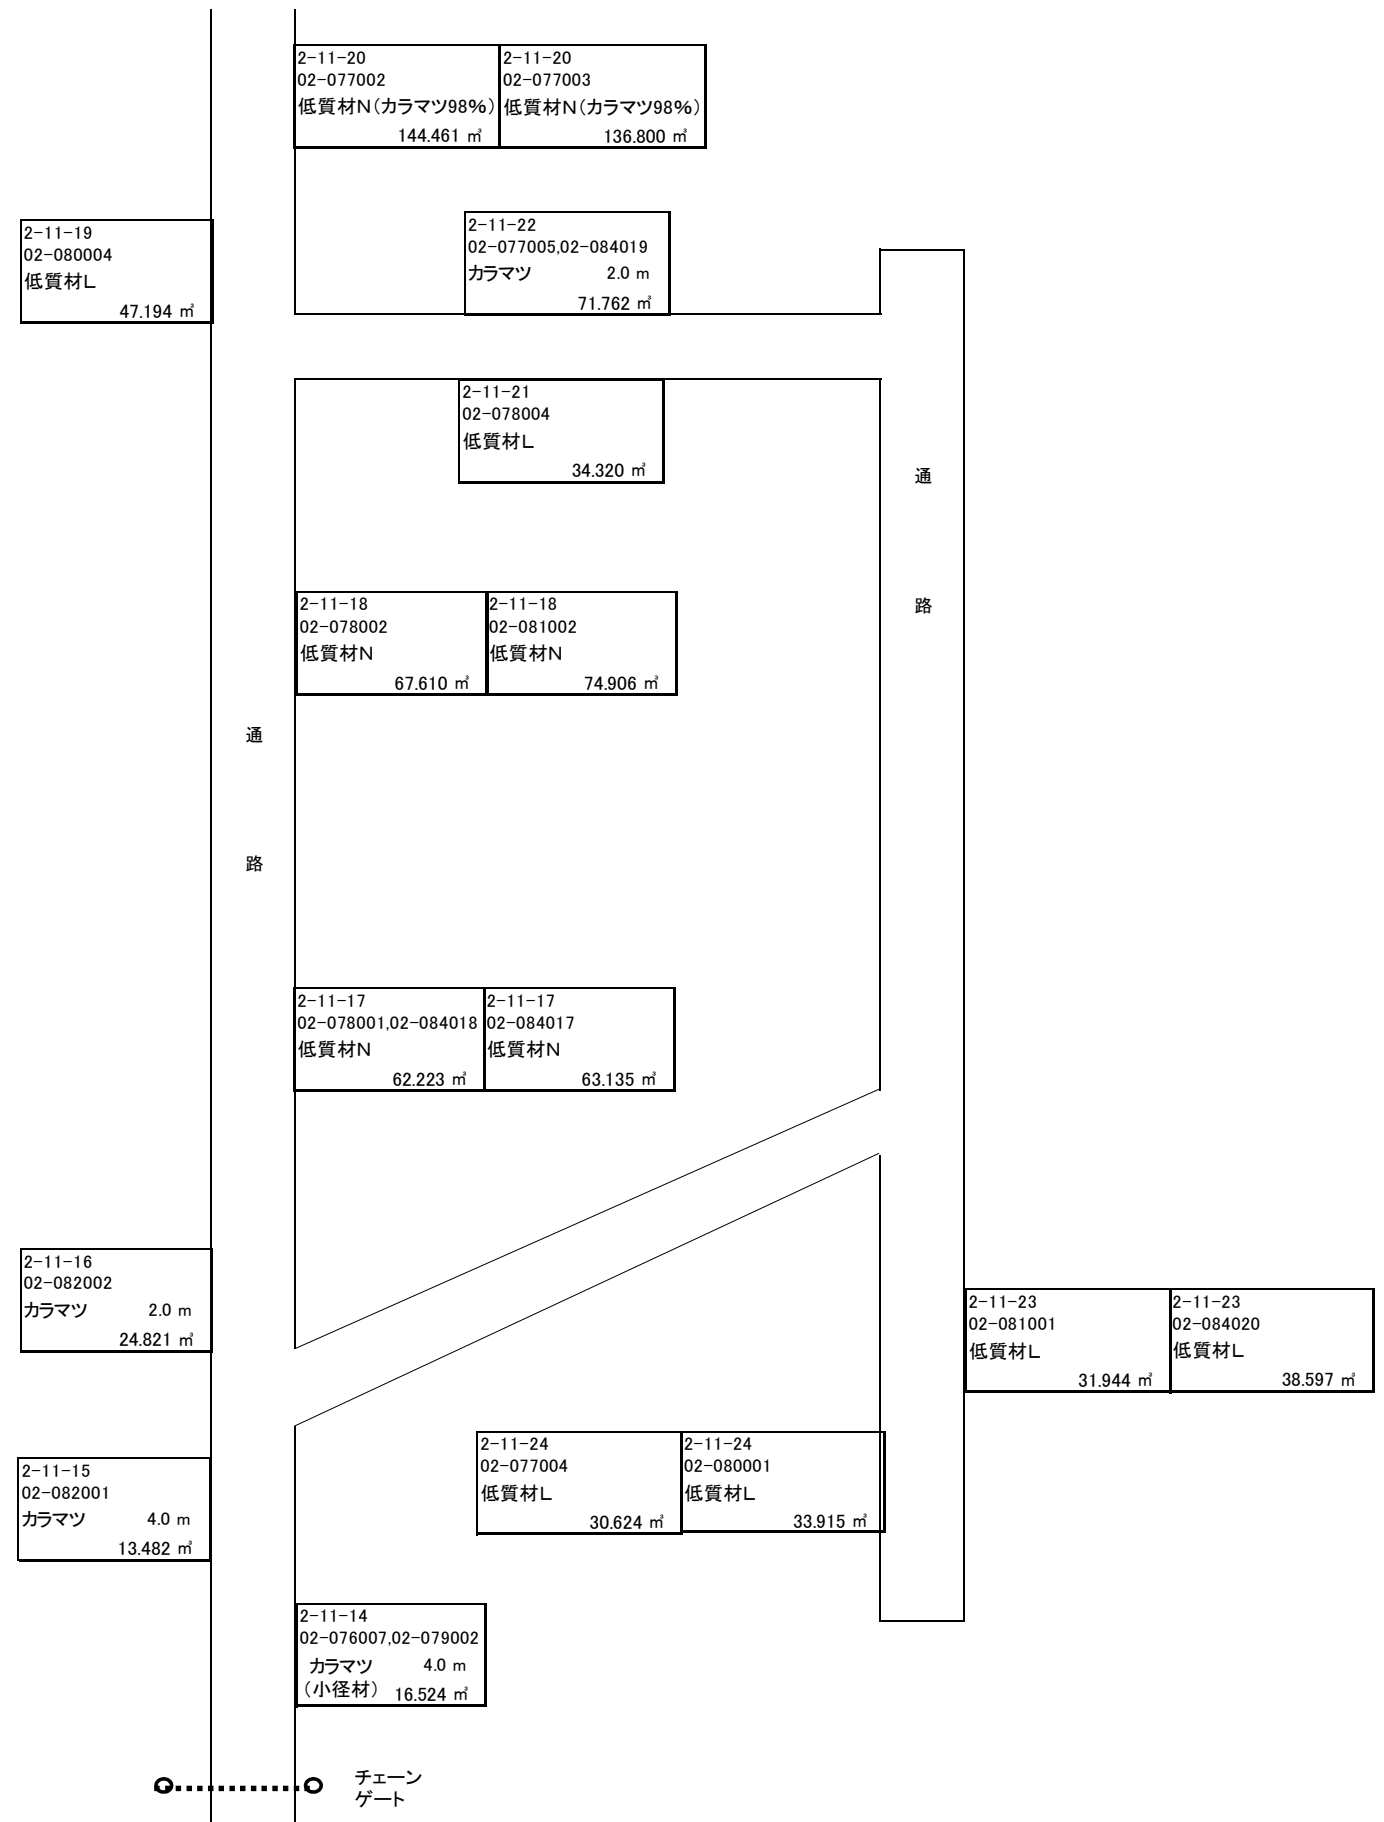 2-11-20
02-077002
低質材N(カラマツ98%)
144.461 ㎥
2-11-20
02-077003
低質材N(カラマツ98%)
136.800 ㎥
2-11-19
02-080004
低質材L
47.194 ㎥
2-11-22
02-077005,02-084019
カラマツ 2.0 m
71.762 ㎥
2-11-21
02-078004
低質材L
34.320 ㎥
通
路
2-11-18
02-078002
低質材N
67.610 ㎥
2-11-18
02-081002
低質材N
74.906 ㎥
通
路
2-11-17
02-078001,02-084018
低質材N
62.223 ㎥
2-11-17
02-084017
低質材N
63.135 ㎥
2-11-16
02-082002
カラマツ 2.0 m
24.821 ㎥
2-11-23
02-081001
低質材L
31.944 ㎥
2-11-23
02-084020
低質材L
38.597 ㎥
2-11-24
02-077004
低質材L
30.624 ㎥
2-11-24
02-080001
低質材L
33.915 ㎥
2-11-15
02-082001
カラマツ 4.0 m
13.482 ㎥
2-11-14
02-076007,02-079002
カラマツ 4.0 m
(小径材) 16.524 ㎥
チェーン
ゲート